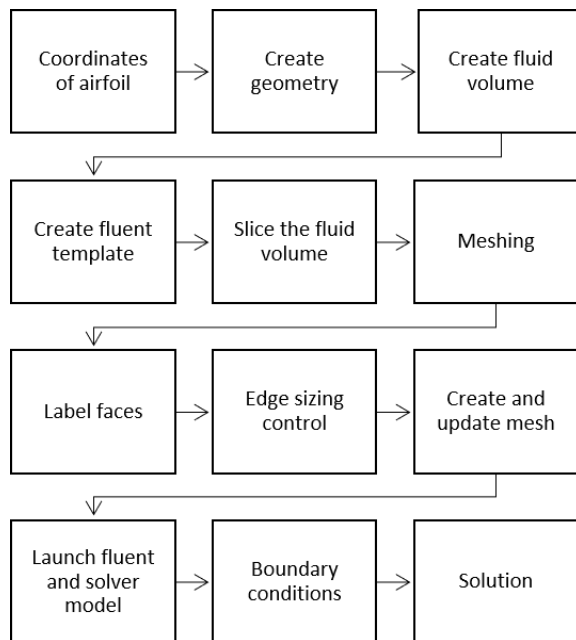 Coordinates
of airfoil
Create
geometry
Create fluid
volume
Create fluent
template
Slice the fluid
volume
Meshing
Label faces
Edge sizing
control
Create and
update mesh
Launch fluent
and solver
model
Boundary
conditions
Solution